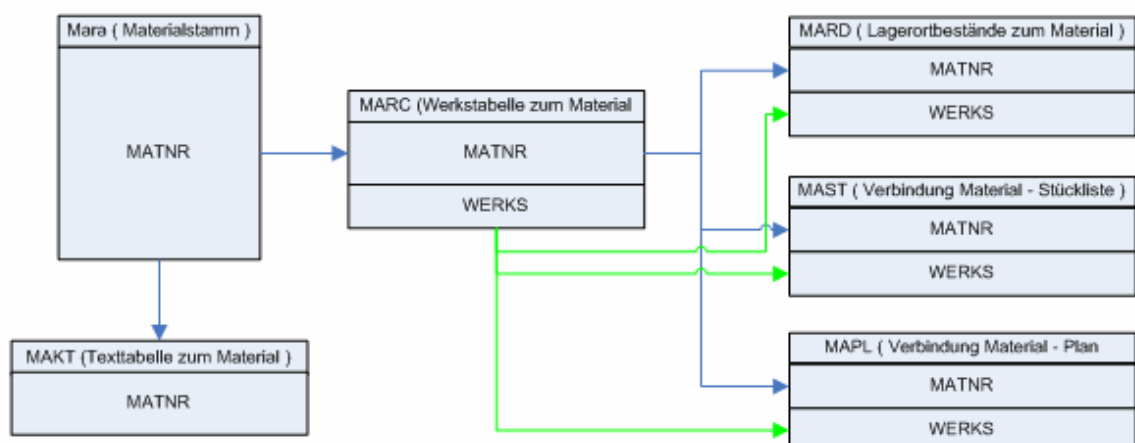 Mara ( Materialstamm )
MATNR
MAKT (Texttabelle zum Material )
MATNR
MARC (Werkstabelle zum Material
MATNR
WERKS
MARD ( Lagerortbestände zum Material )
MATNR
WERKS
MAST ( Verbindung Material - Stückliste )
MATNR
WERKS
MAPL ( Verbindung Material - Plan
MATNR
WERKS